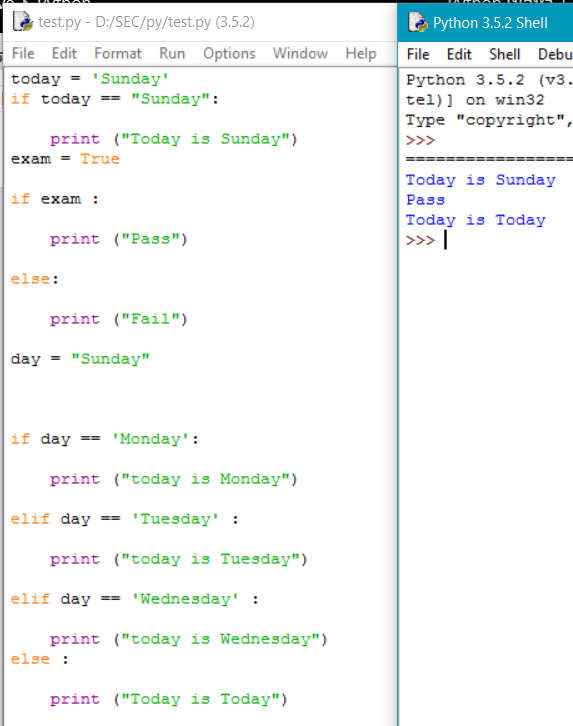 test.py - D:/SEC/py/test.py (3.5.2)
File Edit Format Run Options Window Help
today = 'Sunday'
if today == "Sunday":
    print ("Today is Sunday")
exam = True
if exam :
    print ("Pass")
else:
    print ("Fail")
day = "Sunday"
if day == 'Monday':
    print ("today is Monday")
elif day == 'Tuesday' :
    print ("today is Tuesday")
elif day == 'Wednesday' :
    print ("today is Wednesday")
else :
    print ("Today is Today")
Python 3.5.2 Shell
File Edit Shell Debu
Python 3.5.2 (v3.
tel)] on win32
Type "copyright",
>>>
=================
Today is Sunday
Pass
Today is Today
>>>